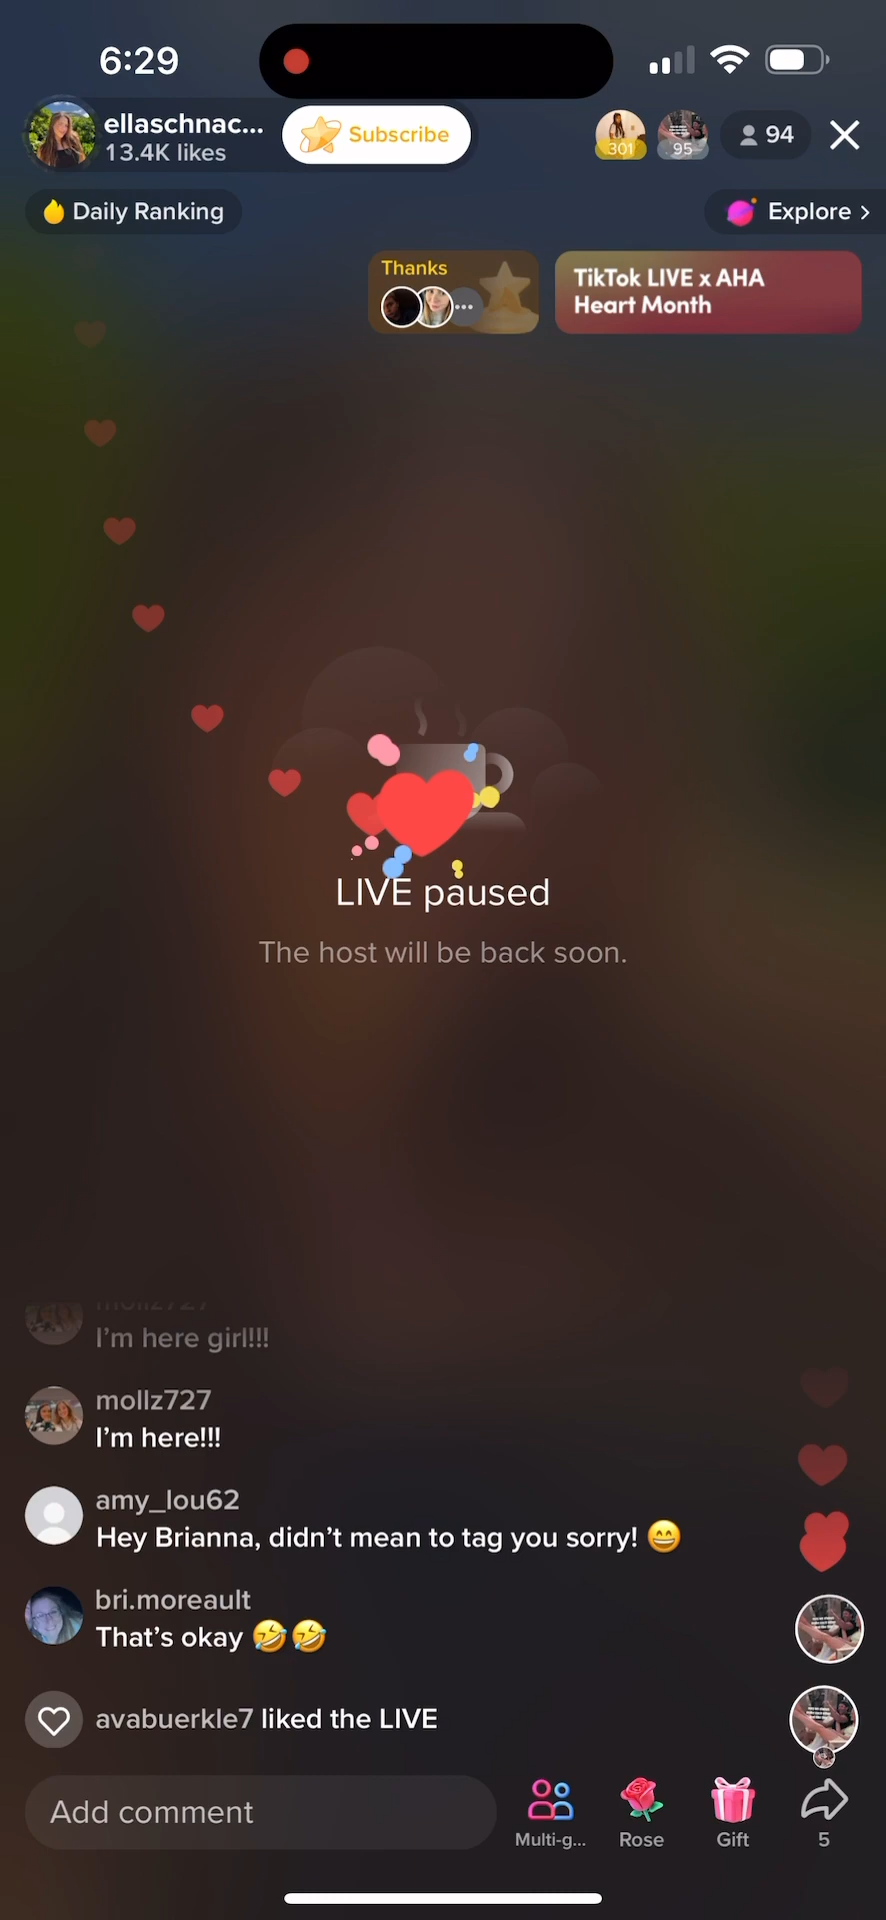 6:29
ellaschnac...
13.4K likes
Subscribe
301
95
94
Daily Ranking
Explore
Thanks
TikTok LIVE x AHA
Heart Month
LIVE paused
The host will be back soon.
mollz727
I'm here girl!!!
mollz727
I'm here!!!
amy_lou62
Hey Brianna, didn't mean to tag you sorry! 😄
bri.moreault
That's okay 🤣🤣
avabuerkle7 liked the LIVE
Add comment
Multi-g...
Rose
Gift
5